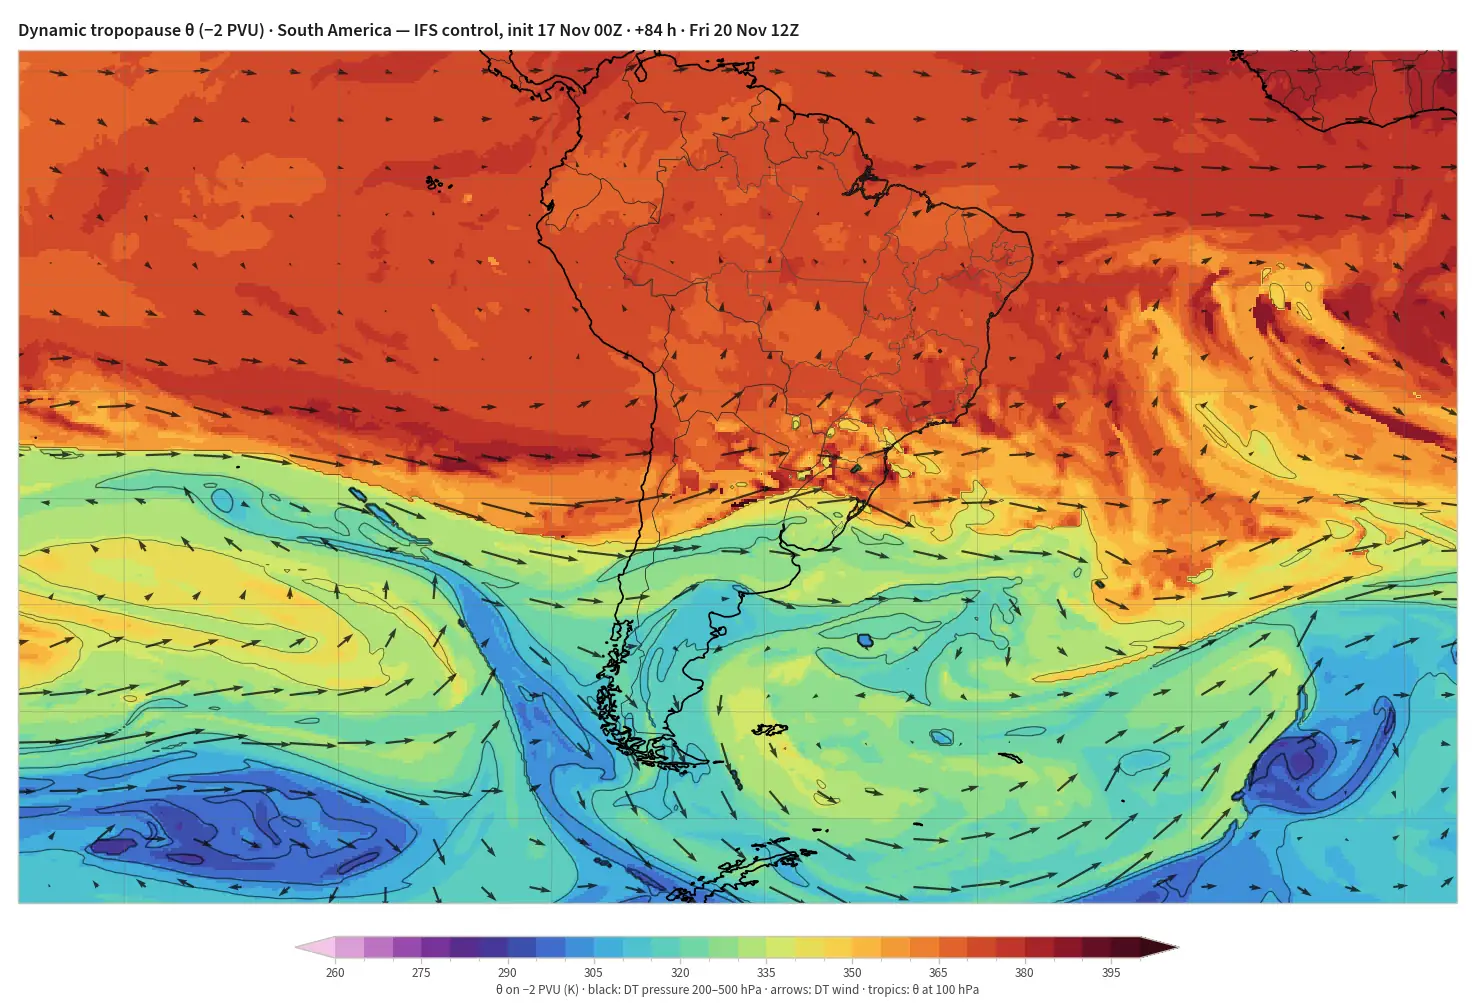 Dynamic tropopause θ (−2 PVU) · South America — IFS control, init 17 Nov 00Z · +84 h · Fri 20 Nov 12Z
260 275 290 305 320 335 350 365 380 395
θ on −2 PVU (K) · black: DT pressure 200–500 hPa · arrows: DT wind · tropics: θ at 100 hPa